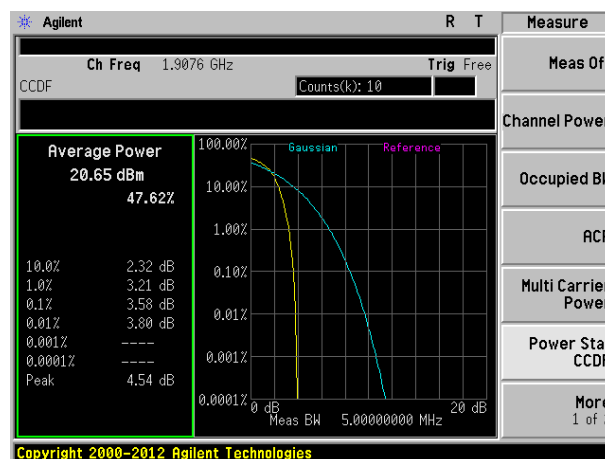 Agilent R T Measure
Ch Freq 1.9076 GHz Trig Free
CCDF Counts(k): 10
Meas Of
Channel Power
Occupied BW
ACP
Multi Carrier
Power
Power Sta
CCDF
More
1 of
Average Power
20.65 dBm
47.62%
10.0% 2.32 dB
1.0% 3.21 dB
0.1% 3.58 dB
0.01% 3.80 dB
0.001% ----
0.0001% ----
Peak 4.54 dB
Gaussian Reference
100.00%
10.00%
1.00%
0.10%
0.01%
0.001%
0.0001%
0 dB 20 dB
Meas BW 5.00000000 MHz
Copyright 2000-2012 Agilent Technologies